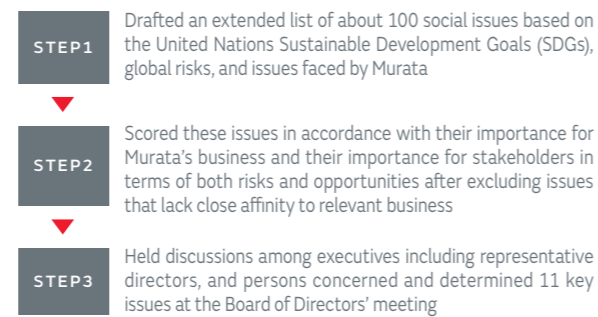 STEP1
Drafted an extended list of about 100 social issues based on
the United Nations Sustainable Development Goals (SDGs),
global risks, and issues faced by Murata
STEP2
Scored these issues in accordance with their importance for
Murata's business and their importance for stakeholders in
terms of both risks and opportunities after excluding issues
that lack close affinity to relevant business
STEP3
Held discussions among executives including representative
directors, and persons concerned and determined 11 key
issues at the Board of Directors' meeting